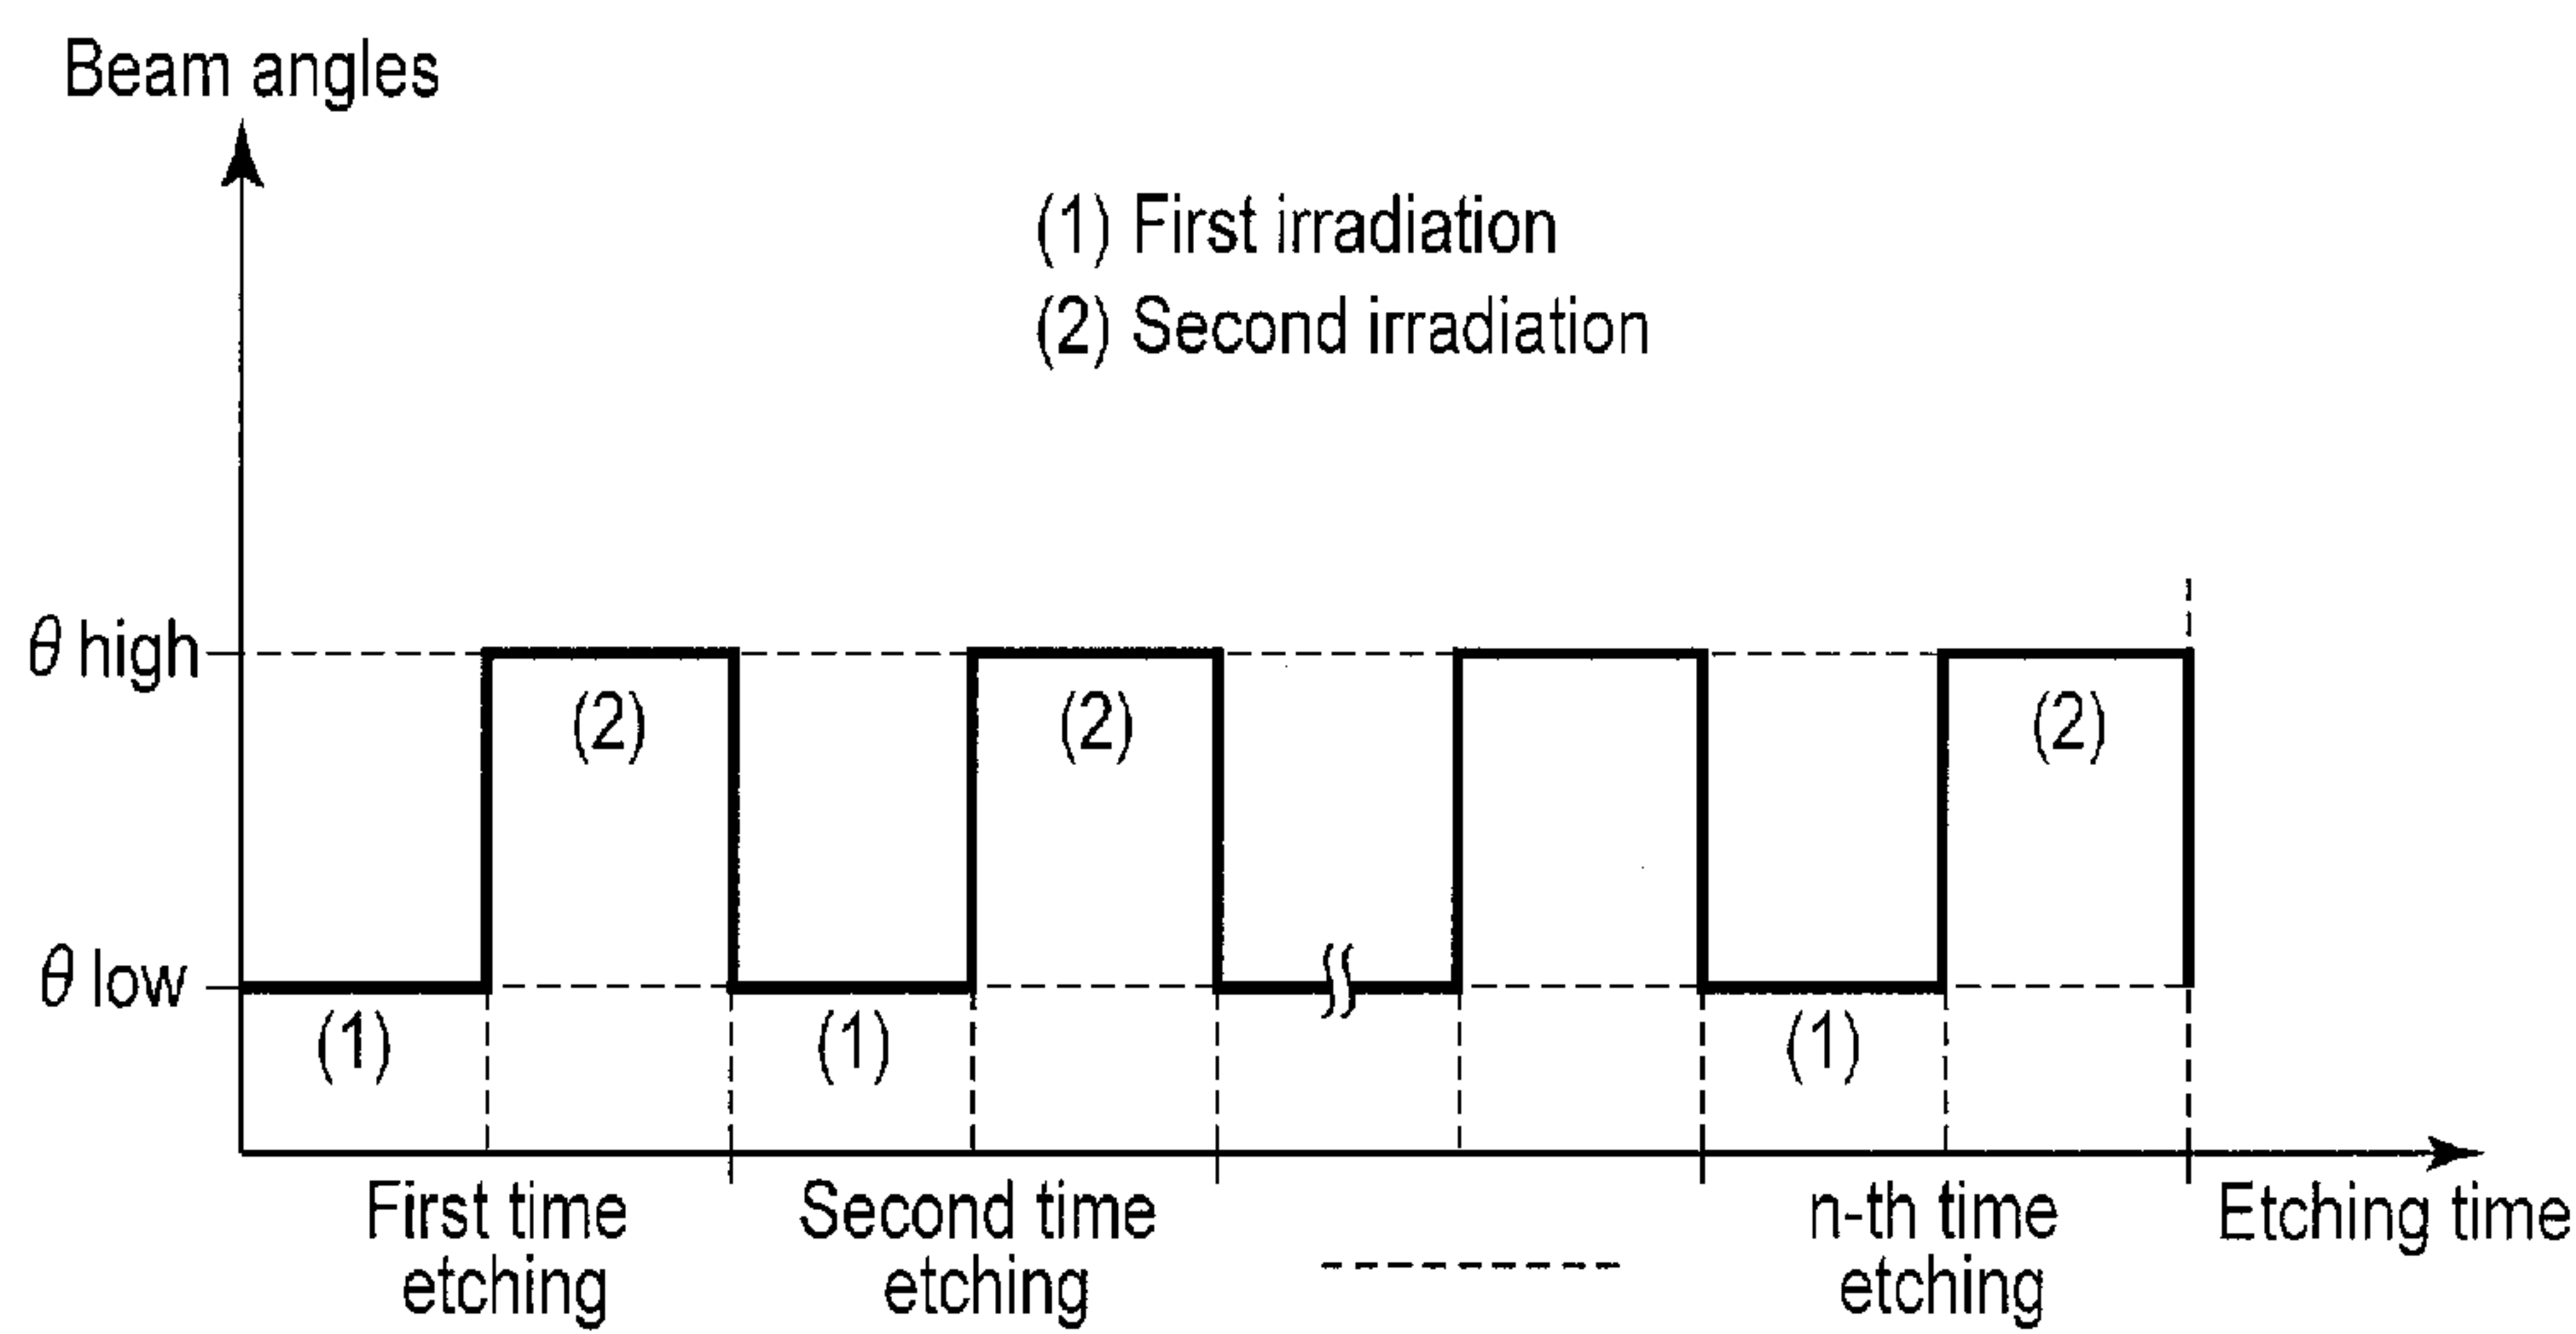 Beam angles
(1) First irradiation
(2) Second irradiation
θ high
(2)
(2)
(2)
θ low
(1)
(1)
(1)
First time
etching
Second time
etching
n-th time
etching
Etching time